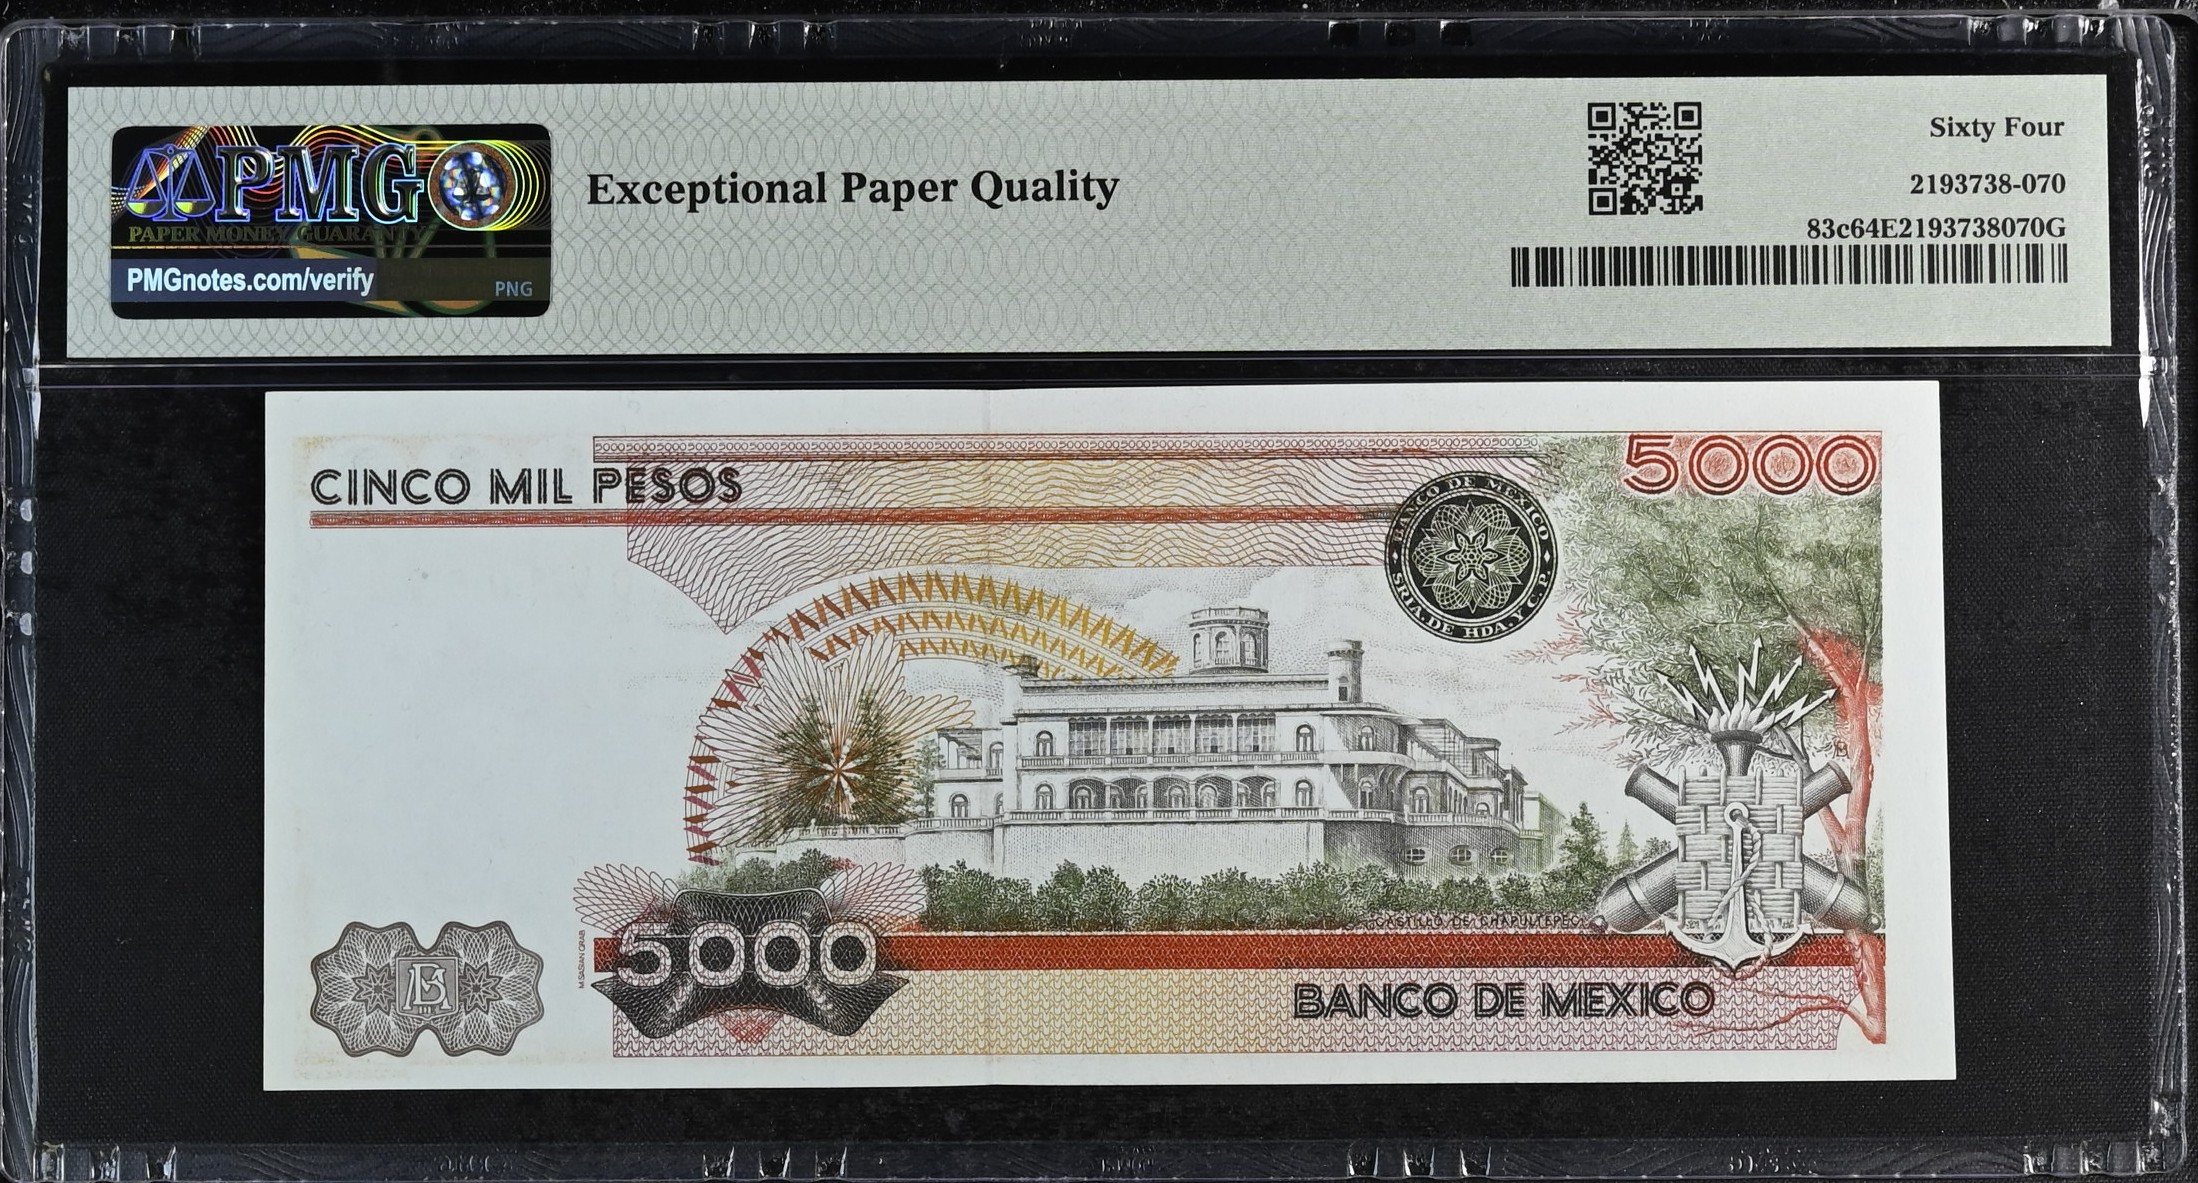 PMG
PAPER MONEY GUARANTY
PMGnotes.com/verify
PNG
Exceptional Paper Quality
Sixty Four
2193738-070
83c64E2193738070G
CINCO MIL PESOS
5000
BANCO DE MEXICO
SRIA. DE HDA. Y C. P.
CASTILLO DE CHAPULTEPEC
5000
BANCO DE MEXICO